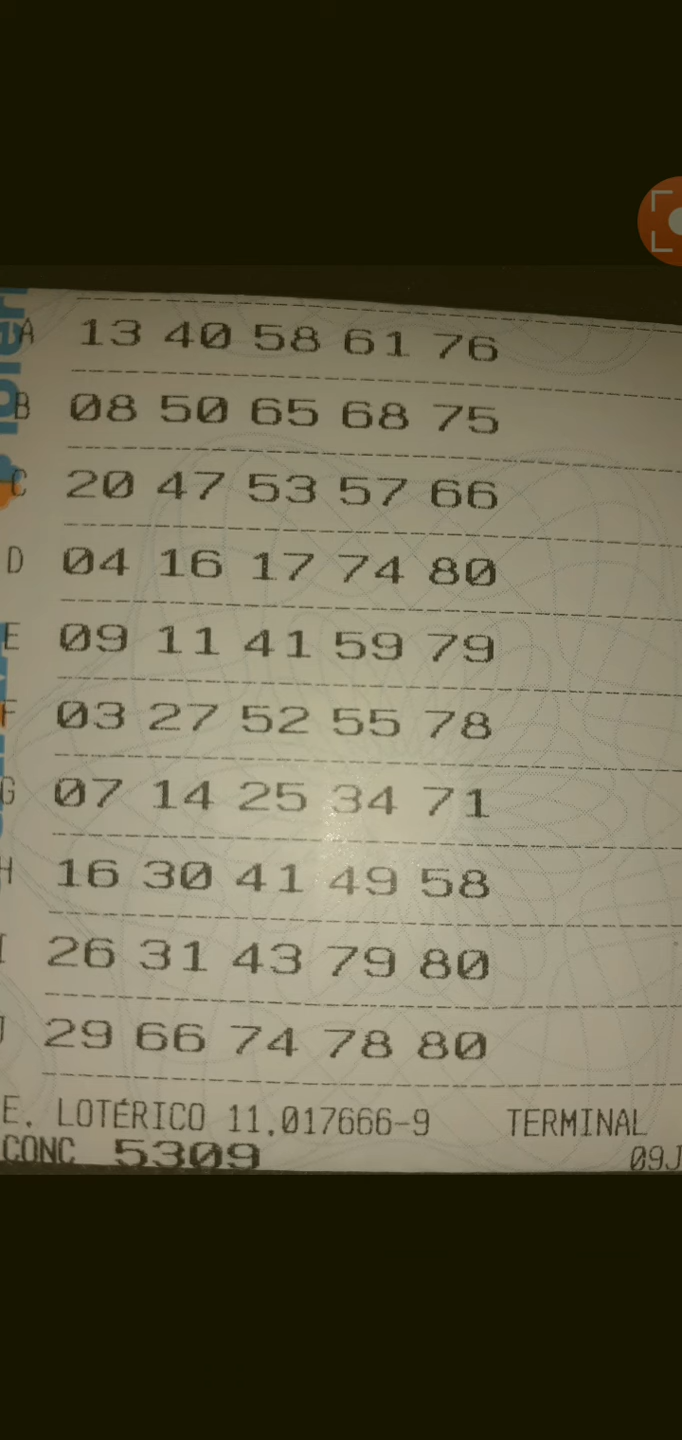 A 13 40 58 61 76
B 08 50 65 68 75
C 20 47 53 57 66
D 04 16 17 74 80
E 09 11 41 59 79
F 03 27 52 55 78
G 07 14 25 34 71
H 16 30 41 49 58
I 26 31 43 79 80
J 29 66 74 78 80
E. LOTÉRICO 11.017666-9 TERMINAL
CONC 5309 09J